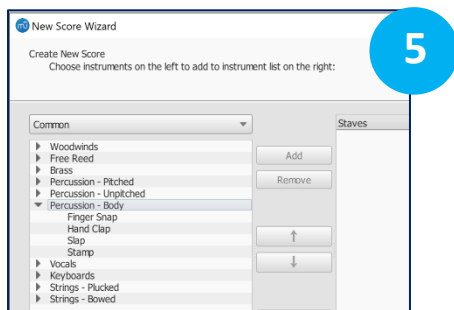 New Score Wizard
5
Create New Score
Choose instruments on the left to add to instrument list on the right:
Common
Staves
Woodwinds
Free Reed
Brass
Percussion - Pitched
Percussion - Unpitched
Percussion - Body
Finger Snap
Hand Clap
Slap
Stamp
Vocals
Keyboards
Strings - Plucked
Strings - Bowed
Add
Remove